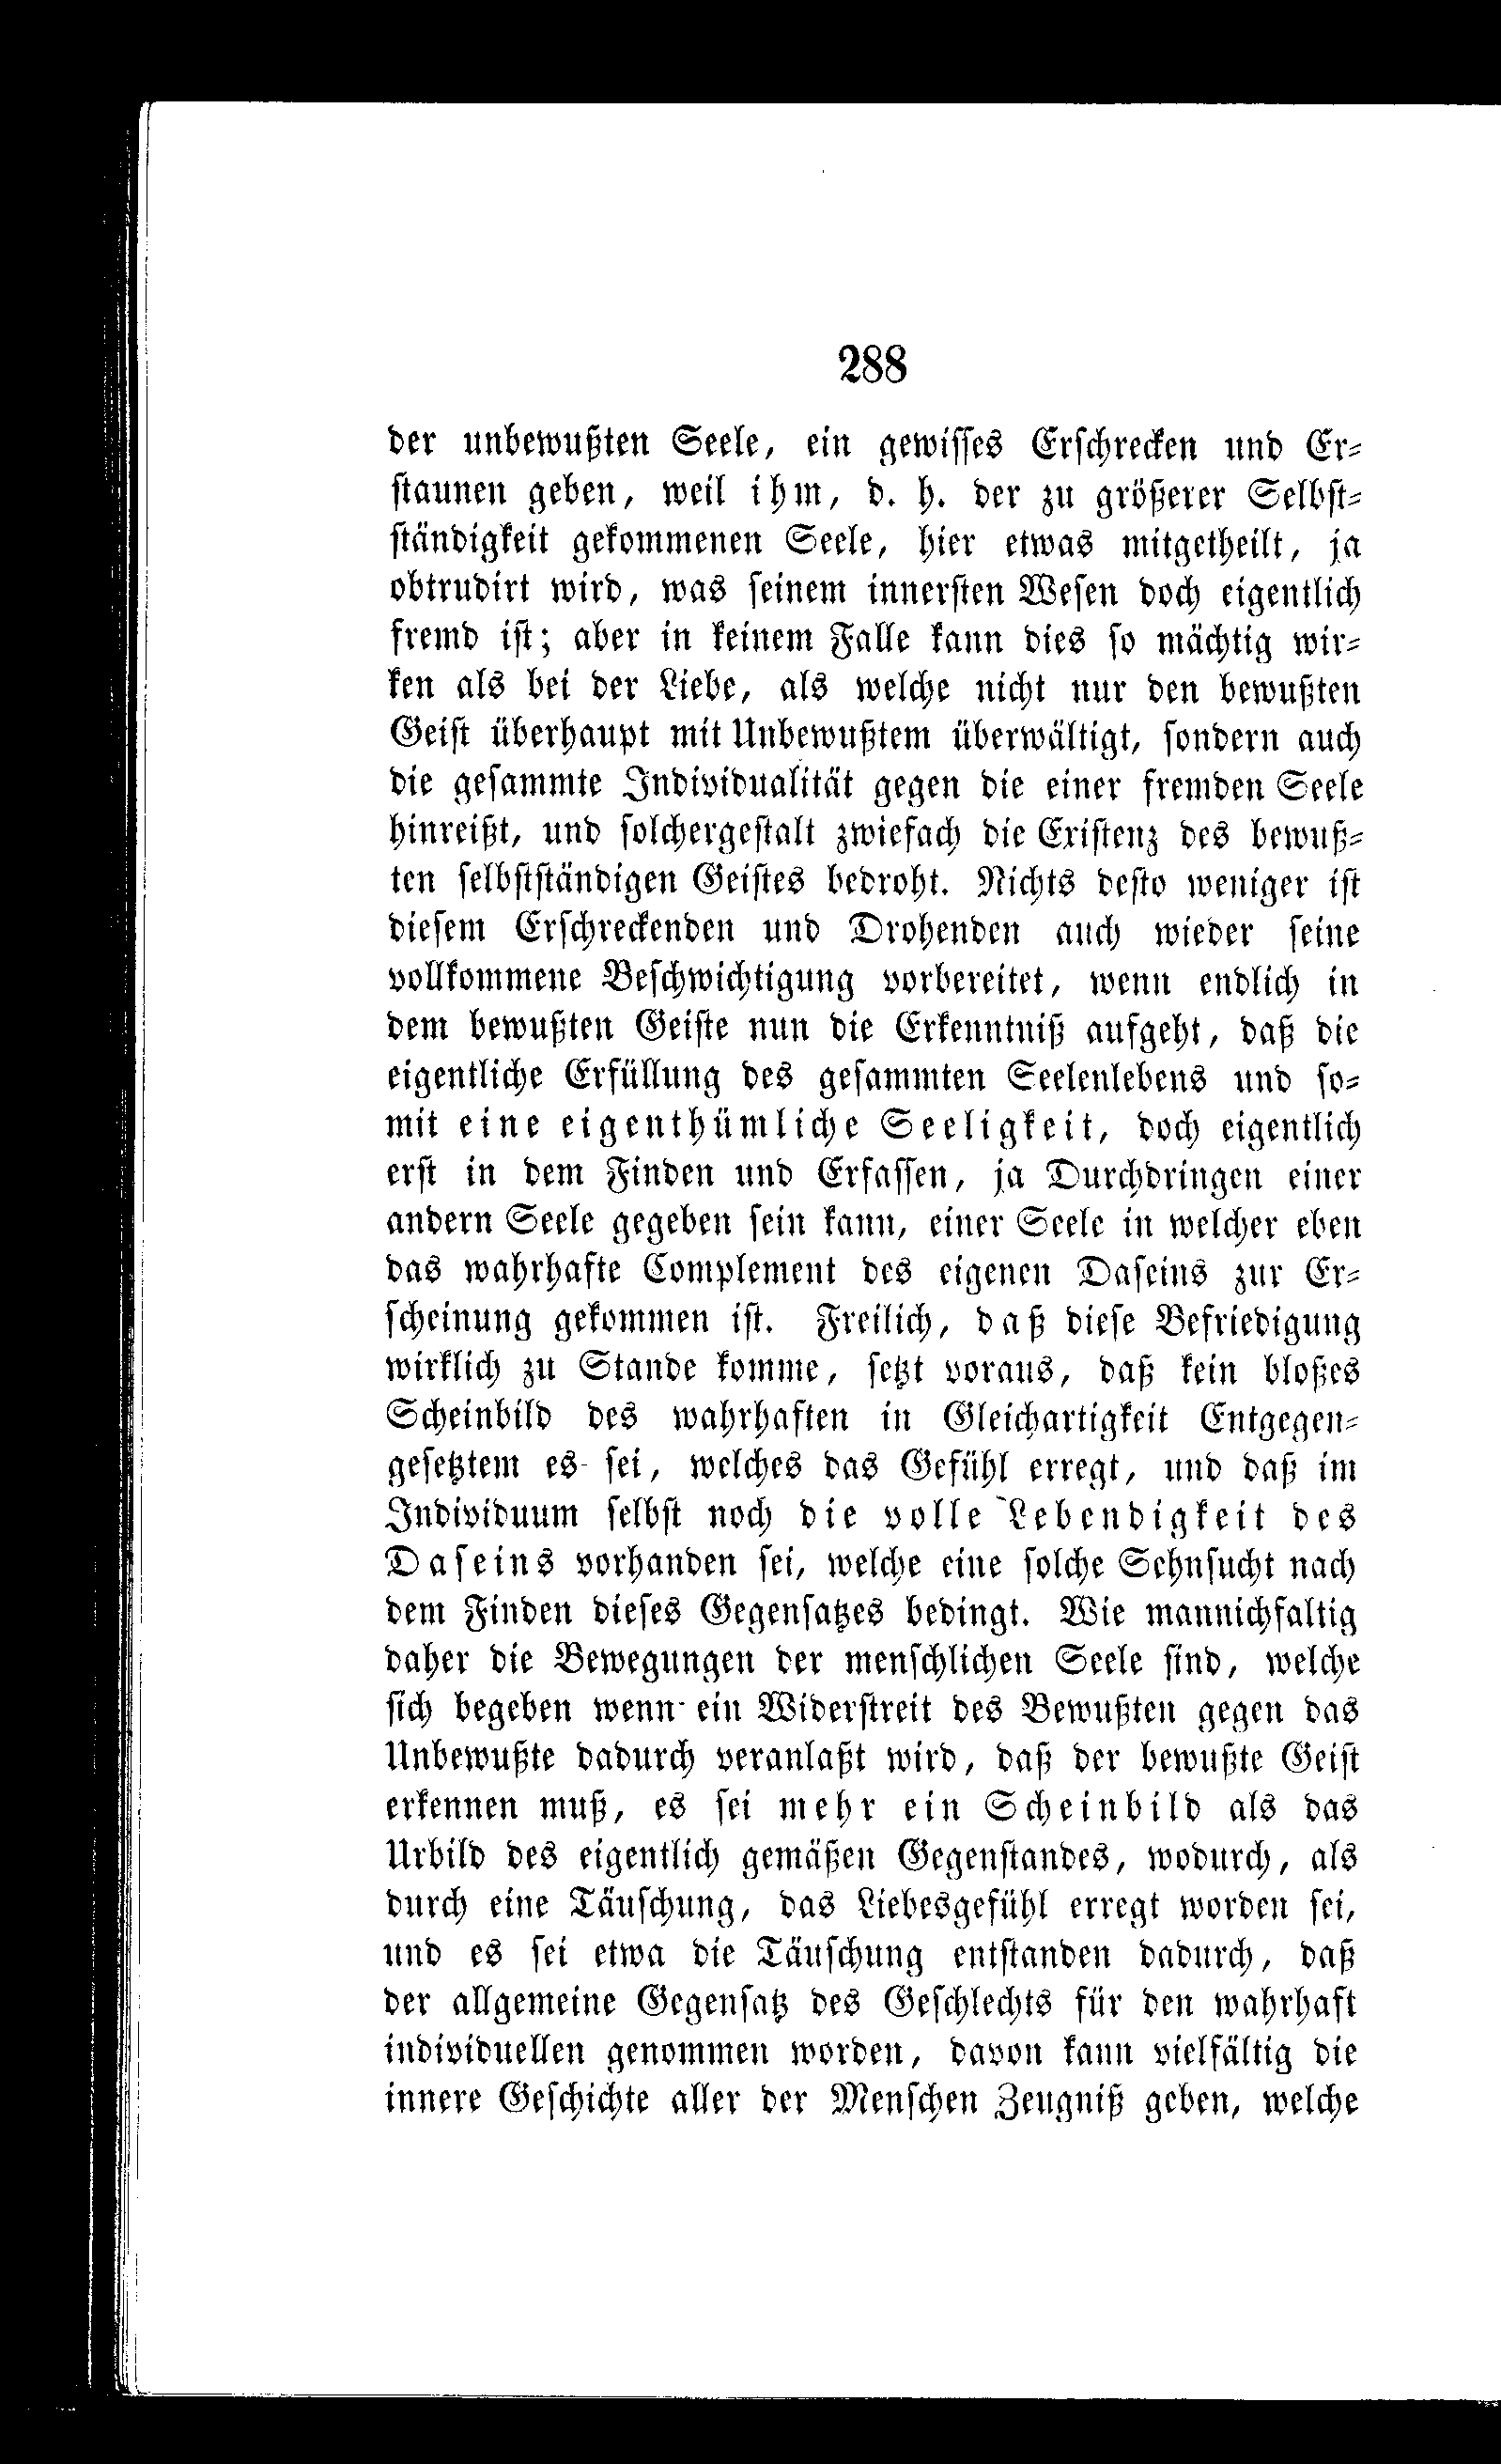 288
der unbewußten Seele, ein gewisses Erschrecken und Er-
staunen geben, weil ihm, d. h. der zu größerer Selbst-
ständigkeit gekommenen Seele, hier etwas mitgetheilt, ja
obtrudirt wird, was seinem innersten Wesen doch eigentlich
fremd ist; aber in keinem Falle kann dies so mächtig wir-
ken als bei der Liebe, als welche nicht nur den bewußten
Geist überhaupt mit Unbewußtem überwältigt, sondern auch
die gesammte Individualität gegen die einer fremden Seele
hinreißt, und solchergestalt zwiefach die Existenz des bewuß-
ten selbstständigen Geistes bedroht. Nichts desto weniger ist
diesem Erschreckenden und Drohenden auch wieder seine
vollkommene Beschwichtigung vorbereitet, wenn endlich in
dem bewußten Geiste nun die Erkenntniß aufgeht, daß die
eigentliche Erfüllung des gesammten Seelenlebens und so-
mit eine eigenthümliche Seeligkeit, doch eigentlich
erst in dem Finden und Erfassen, ja Durchdringen einer
andern Seele gegeben sein kann, einer Seele in welcher eben
das wahrhafte Complement des eigenen Daseins zur Er-
scheinung gekommen ist. Freilich, daß diese Befriedigung
wirklich zu Stande komme, setzt voraus, daß kein bloßes
Scheinbild des wahrhaften in Gleichartigkeit Entgegen-
gesetztem es sei, welches das Gefühl erregt, und daß im
Individuum selbst noch die volle Lebendigkeit des
Daseins vorhanden sei, welche eine solche Sehnsucht nach
dem Finden dieses Gegensatzes bedingt. Wie mannichfaltig
daher die Bewegungen der menschlichen Seele sind, welche
sich begeben wenn ein Widerstreit des Bewußten gegen das
Unbewußte dadurch veranlaßt wird, daß der bewußte Geist
erkennen muß, es sei mehr ein Scheinbild als das
Urbild des eigentlich gemäßen Gegenstandes, wodurch, als
durch eine Täuschung, das Liebesgefühl erregt worden sei,
und es sei etwa die Täuschung entstanden dadurch, daß
der allgemeine Gegensatz des Geschlechts für den wahrhaft
individuellen genommen worden, davon kann vielfältig die
innere Geschichte aller der Menschen Zeugniß geben, welche